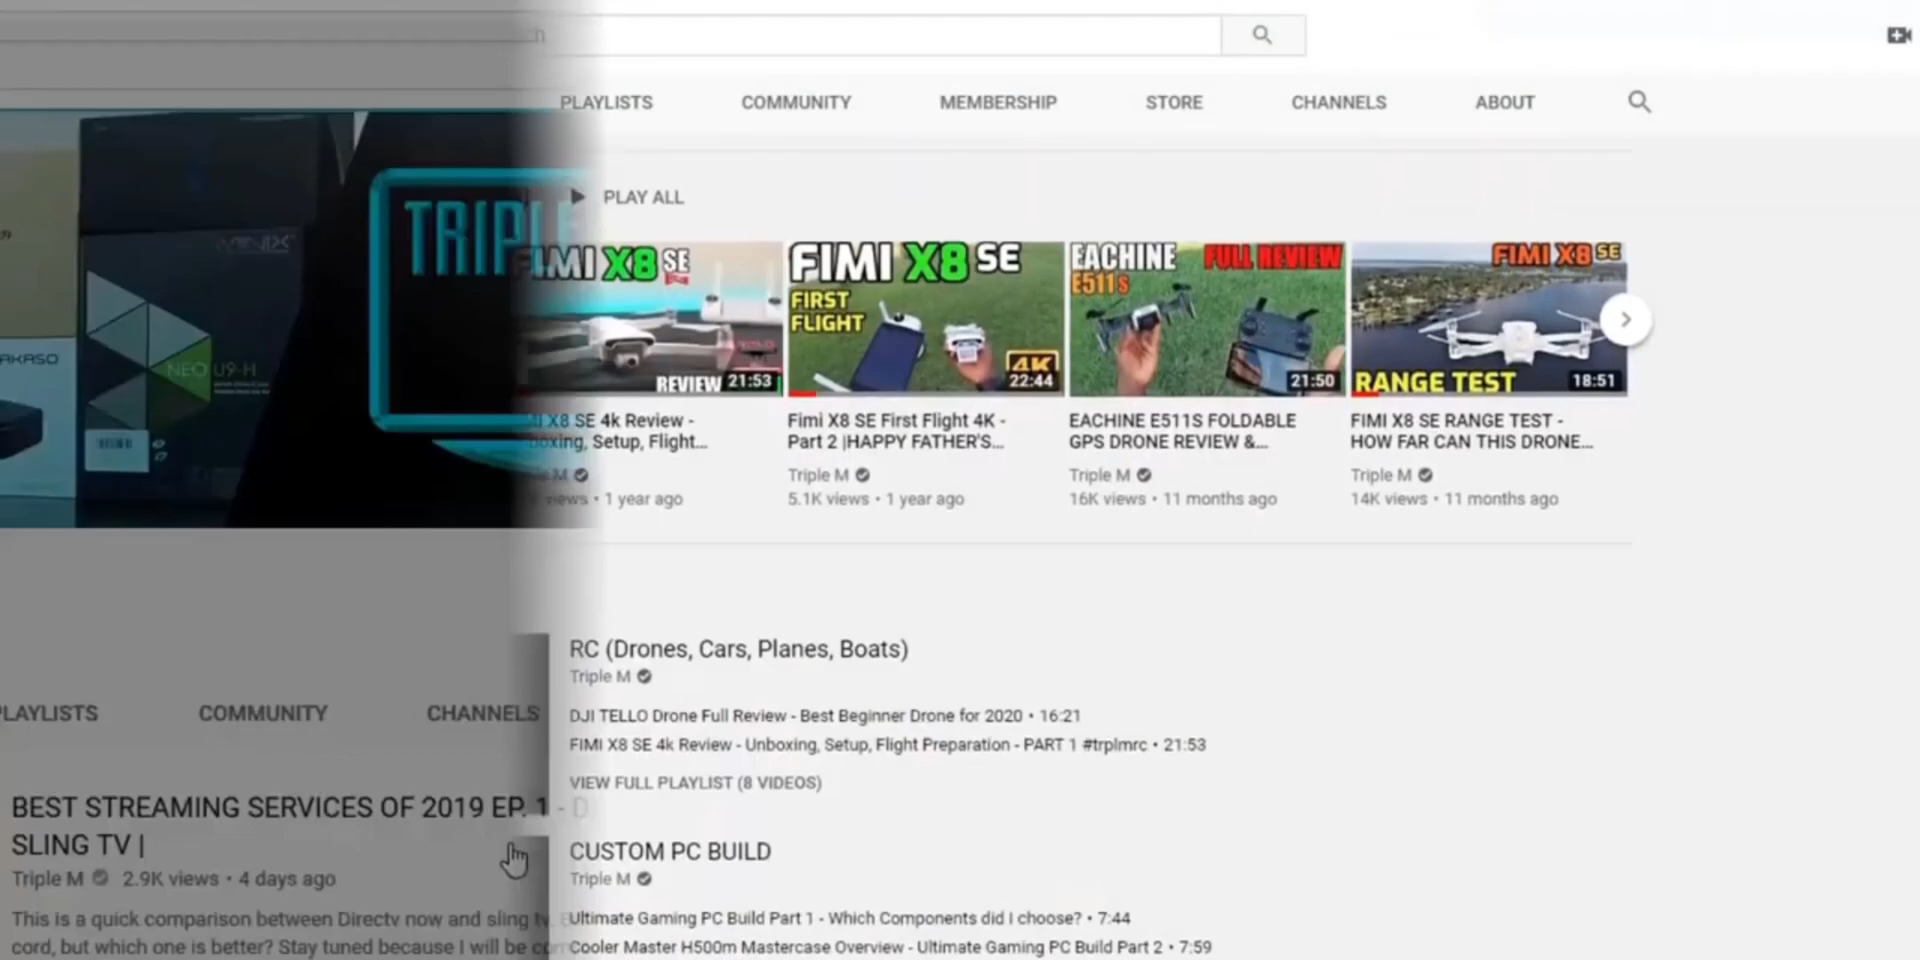 PLAYLISTS COMMUNITY MEMBERSHIP STORE CHANNELS ABOUT
PLAY ALL
MINIX
NEO U9-H
AKASO
TRIPLE
FIMI X8 SE
REVIEW 21:53
FIMI X8 SE
FIRST
FLIGHT
4K
22:44
EACHINE FULL REVIEW
E511S
21:50
FIMI X8 SE
RANGE TEST 18:51
X8 SE 4k Review -
Setup, Flight...
views • 1 year ago
Fimi X8 SE First Flight 4K -
Part 2 |HAPPY FATHER'S...
Triple M
5.1K views • 1 year ago
EACHINE E511S FOLDABLE
GPS DRONE REVIEW &...
Triple M
16K views • 11 months ago
FIMI X8 SE RANGE TEST -
HOW FAR CAN THIS DRONE...
Triple M
14K views • 11 months ago
PLAYLISTS COMMUNITY CHANNELS
BEST STREAMING SERVICES OF 2019 EP. 1 - D
SLING TV |
Triple M 2.9K views • 4 days ago
This is a quick comparison between Directv now and sling tv.
cord, but which one is better? Stay tuned because I will be
RC (Drones, Cars, Planes, Boats)
Triple M
DJI TELLO Drone Full Review - Best Beginner Drone for 2020 • 16:21
FIMI X8 SE 4k Review - Unboxing, Setup, Flight Preparation - PART 1 #trplmrc • 21:53
VIEW FULL PLAYLIST (8 VIDEOS)
CUSTOM PC BUILD
Triple M
Ultimate Gaming PC Build Part 1 - Which Components did I choose? • 7:44
Cooler Master H500m Mastercase Overview - Ultimate Gaming PC Build Part 2 • 7:59